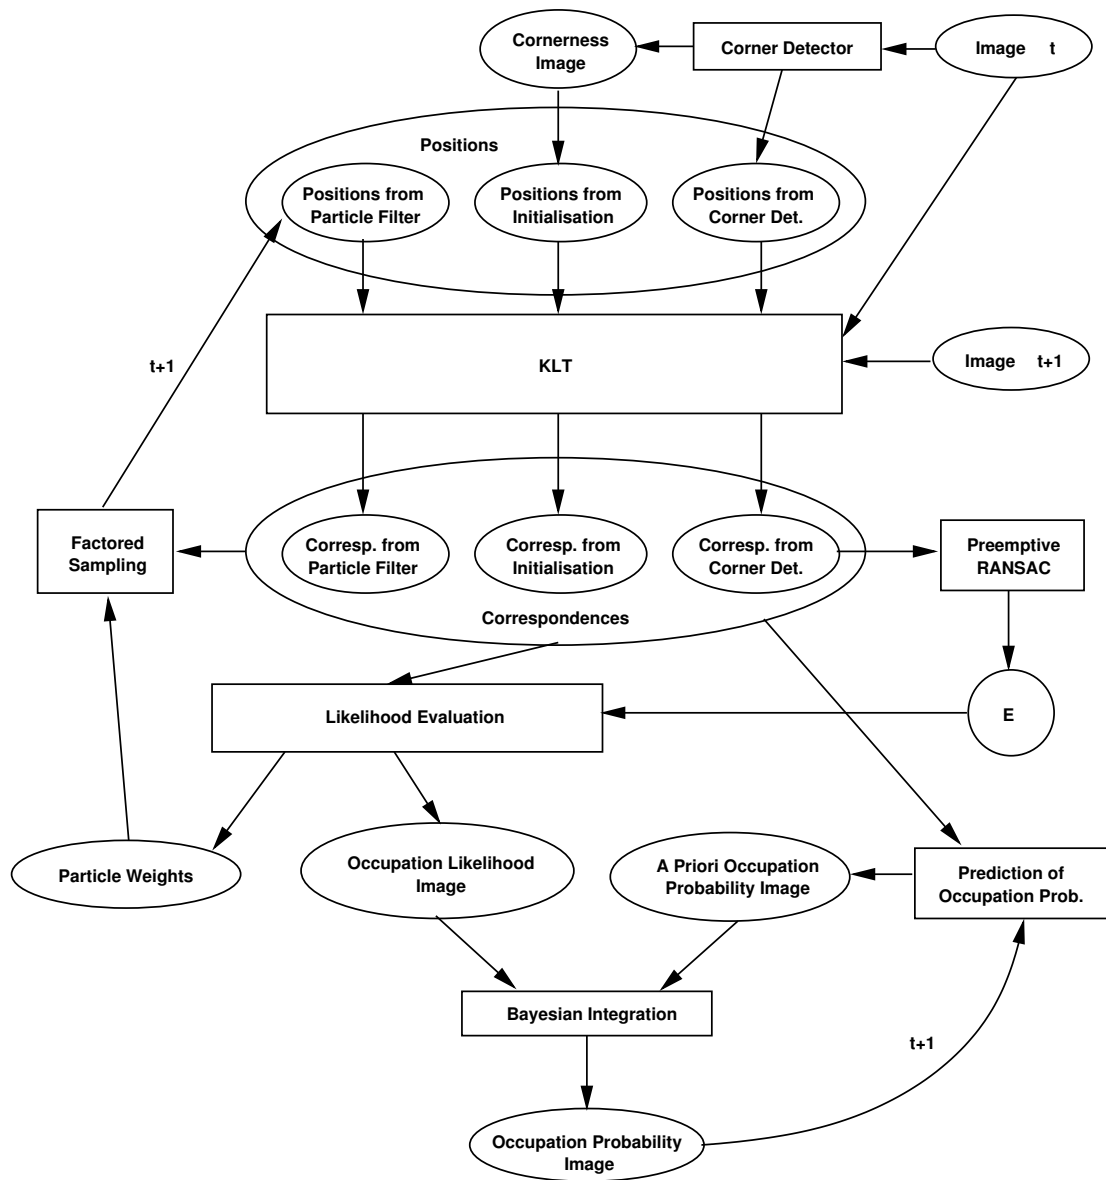 Cornerness
Image
Corner Detector
Image t
Positions
Positions from
Particle Filter
Positions from
Initialisation
Positions from
Corner Det.
t+1
KLT
Image t+1
Factored
Sampling
Corresp. from
Particle Filter
Corresp. from
Initialisation
Corresp. from
Corner Det.
Preemptive
RANSAC
Correspondences
Likelihood Evaluation
E
Particle Weights
Occupation Likelihood
Image
A Priori Occupation
Probability Image
Prediction of
Occupation Prob.
Bayesian Integration
t+1
Occupation Probability
Image